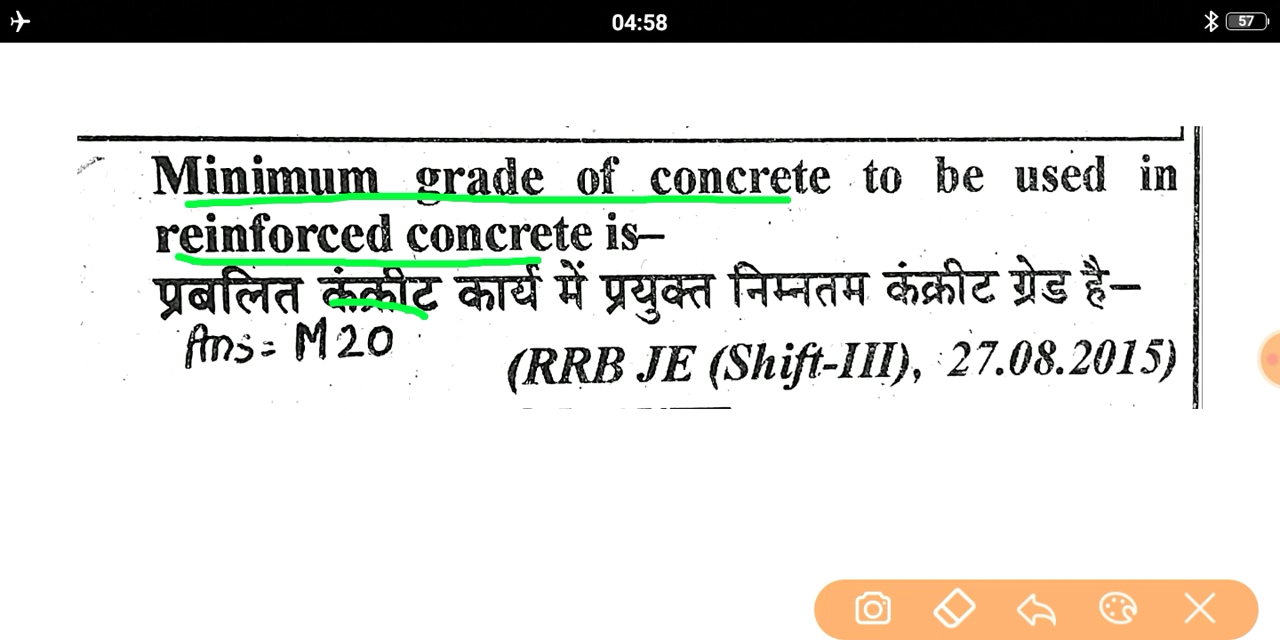 04:58
57
Minimum grade of concrete to be used in
reinforced concrete is–
प्रबलित कंक्रीट कार्य में प्रयुक्त निम्नतम कंक्रीट ग्रेड है–
Ans = M20
(RRB JE (Shift-III), 27.08.2015)